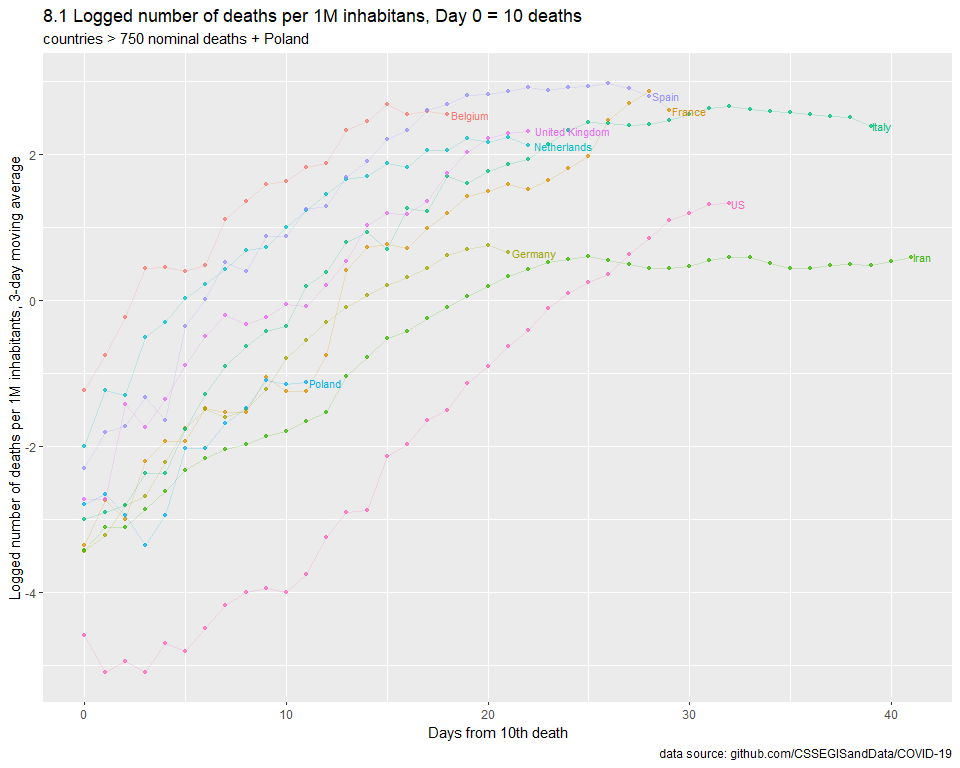 8.1 Logged number of deaths per 1M inhabitans, Day 0 = 10 deaths
countries > 750 nominal deaths + Poland
Logged number of deaths per 1M inhabitants, 3-day moving average
2
0
-2
-4
Belgium
Spain
France
Italy
United Kingdom
Netherlands
US
Germany
Iran
Poland
0
10
20
30
40
Days from 10th death
data source: github.com/CSSEGISandData/COVID-19